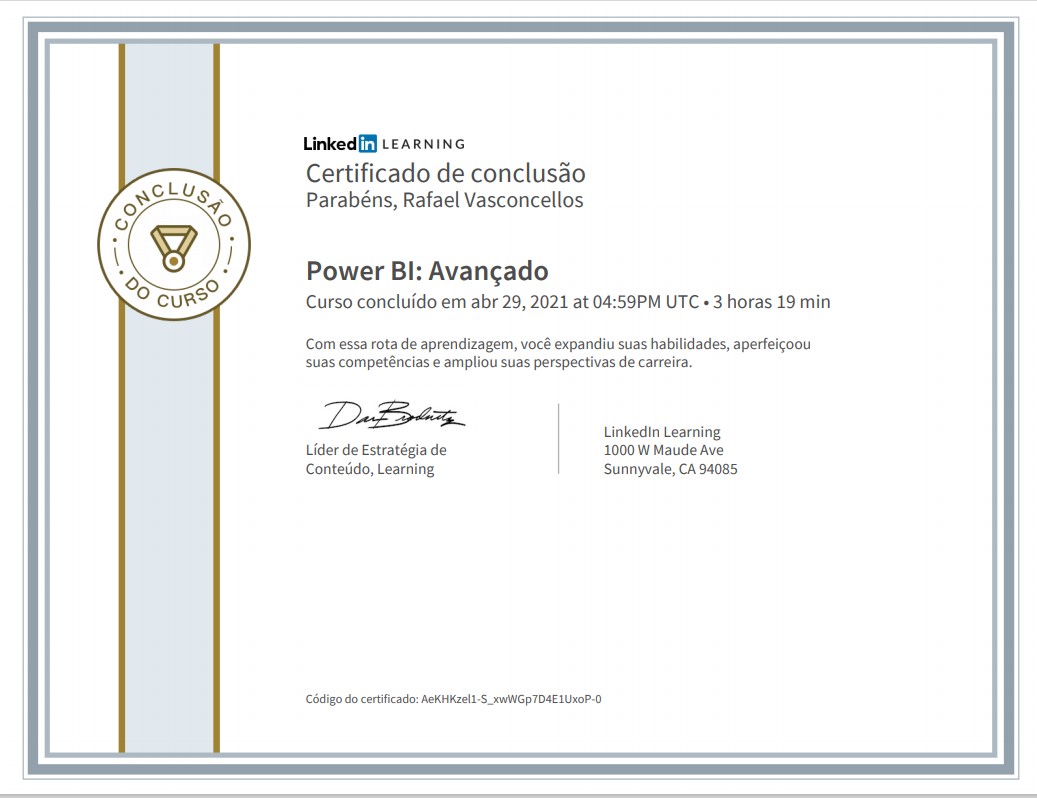 CONCLUSÃO
DO CURSO
Linked in LEARNING
Certificado de conclusão
Parabéns, Rafael Vasconcellos
Power BI: Avançado
Curso concluído em abr 29, 2021 at 04:59PM UTC • 3 horas 19 min
Com essa rota de aprendizagem, você expandiu suas habilidades, aperfeiçoou
suas competências e ampliou suas perspectivas de carreira.
Líder de Estratégia de
Conteúdo, Learning
LinkedIn Learning
1000 W Maude Ave
Sunnyvale, CA 94085
Código do certificado: AeKHKzel1-S_xwWGp7D4E1UxoP-0